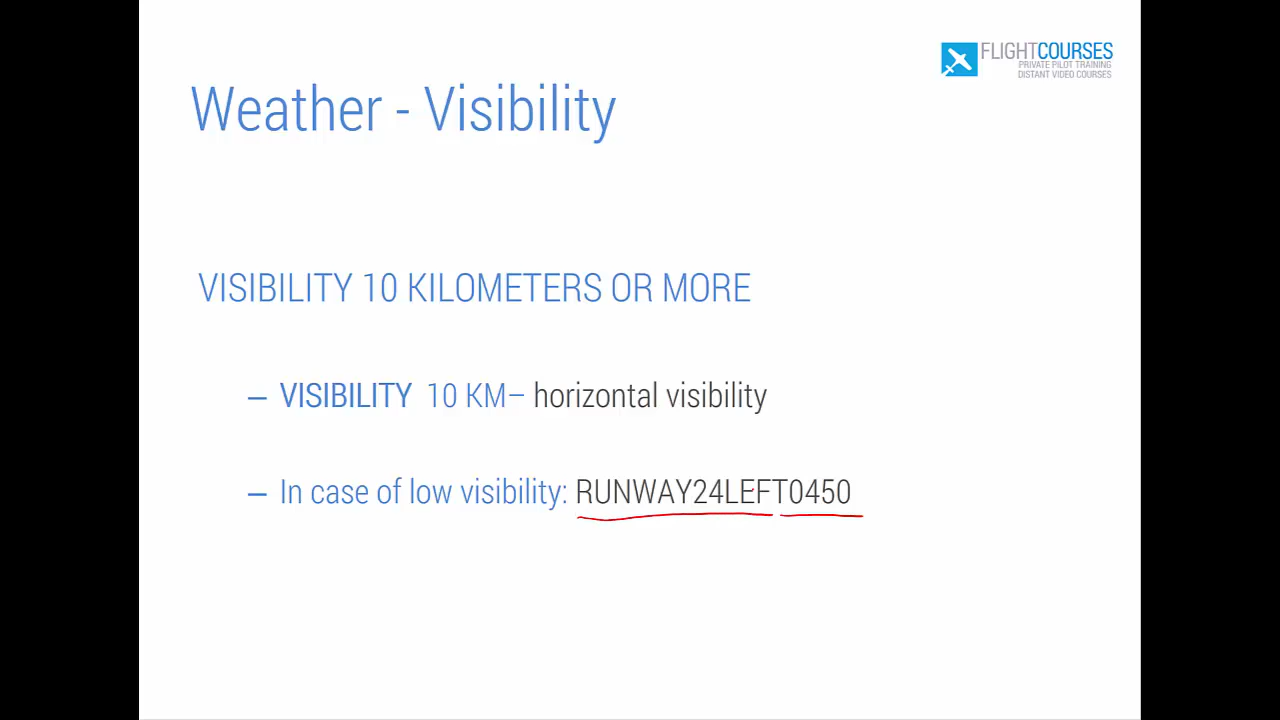 FLIGHTCOURSES
PRIVATE PILOT TRAINING
DISTANT VIDEO COURSES
Weather - Visibility
VISIBILITY 10 KILOMETERS OR MORE
– VISIBILITY 10 KM– horizontal visibility
– In case of low visibility: RUNWAY24LEFT0450